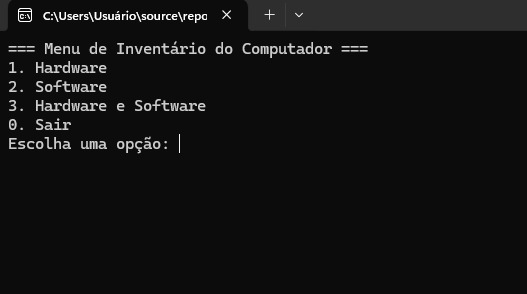 C:\Users\Usuário\source\repo
=== Menu de Inventário do Computador ===
1. Hardware
2. Software
3. Hardware e Software
0. Sair
Escolha uma opção: